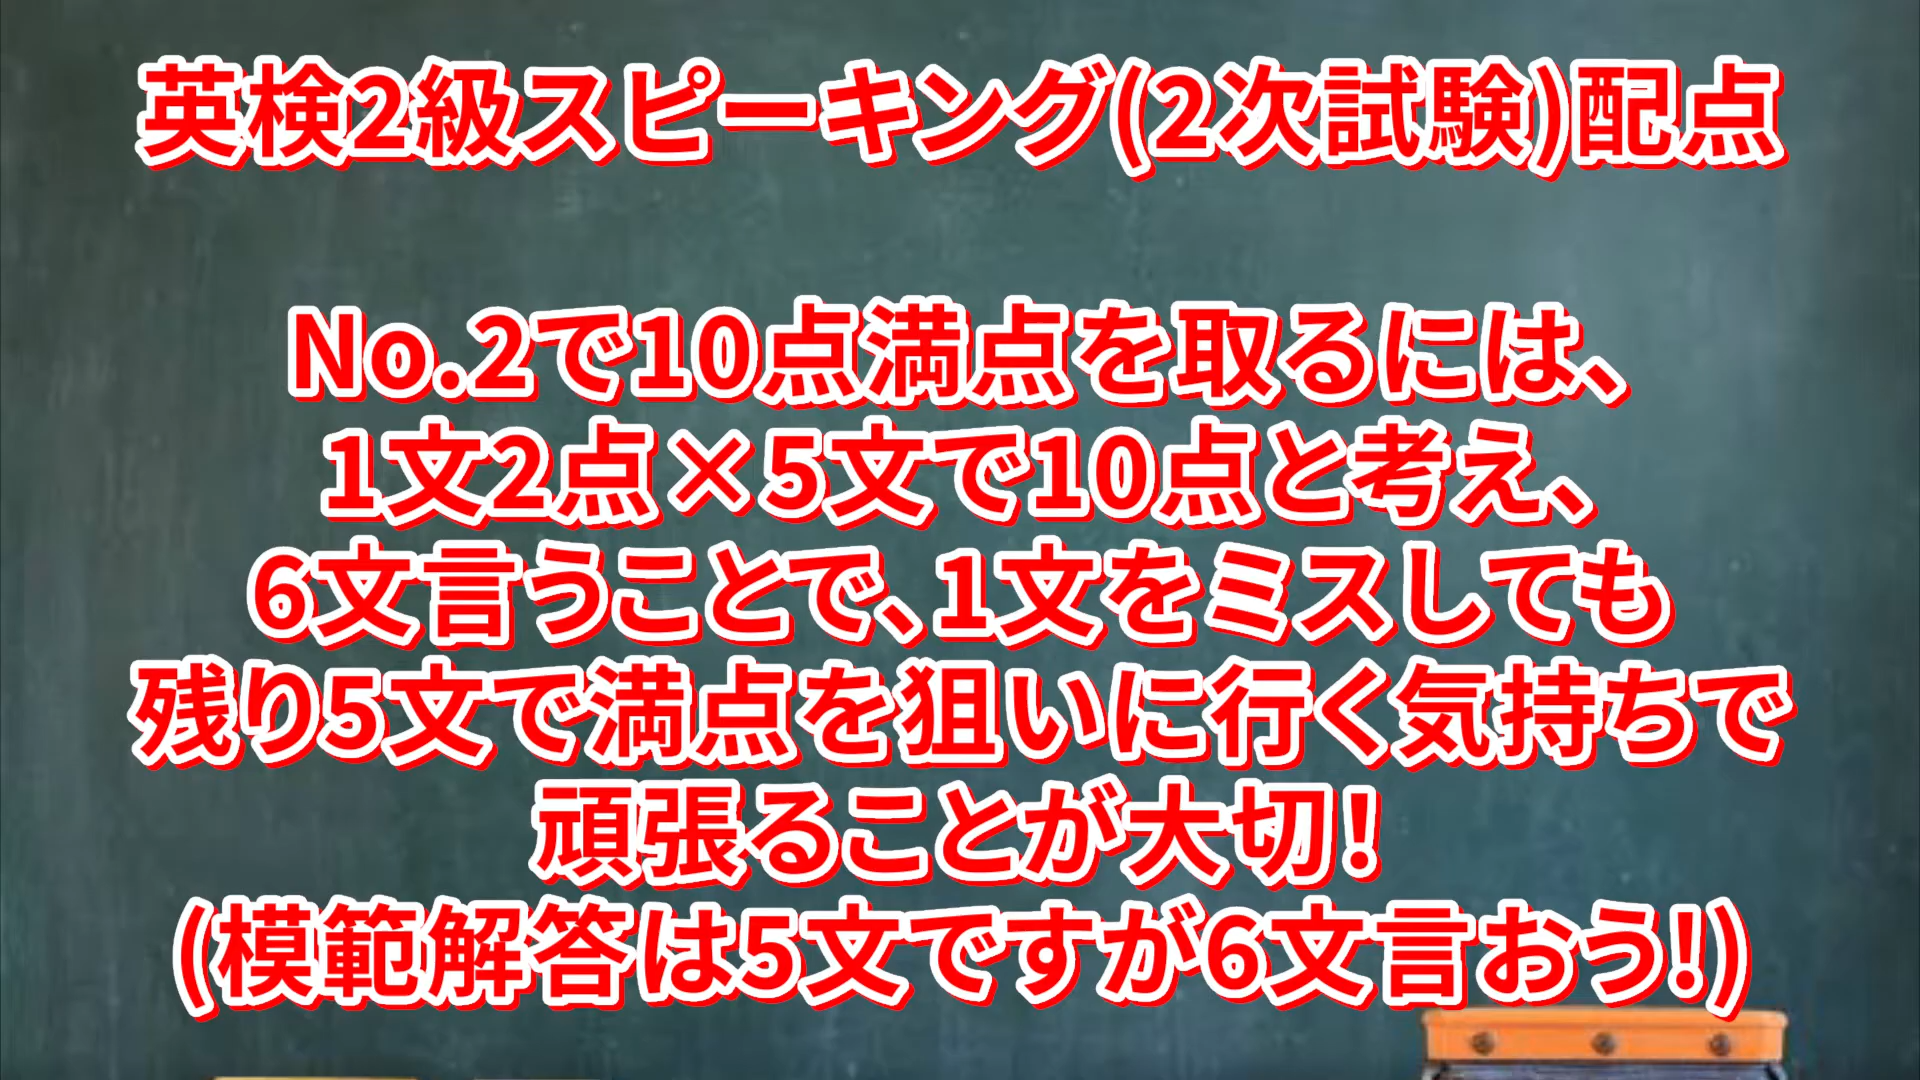 英検2級スピーキング(2次試験)配点
No.2で10点満点を取るには、
1文2点×5文で10点と考え、
6文言うことで、1文をミスしても
残り5文で満点を狙いに行く気持ちで
頑張ることが大切!
(模範解答は5文ですが6文言おう!)